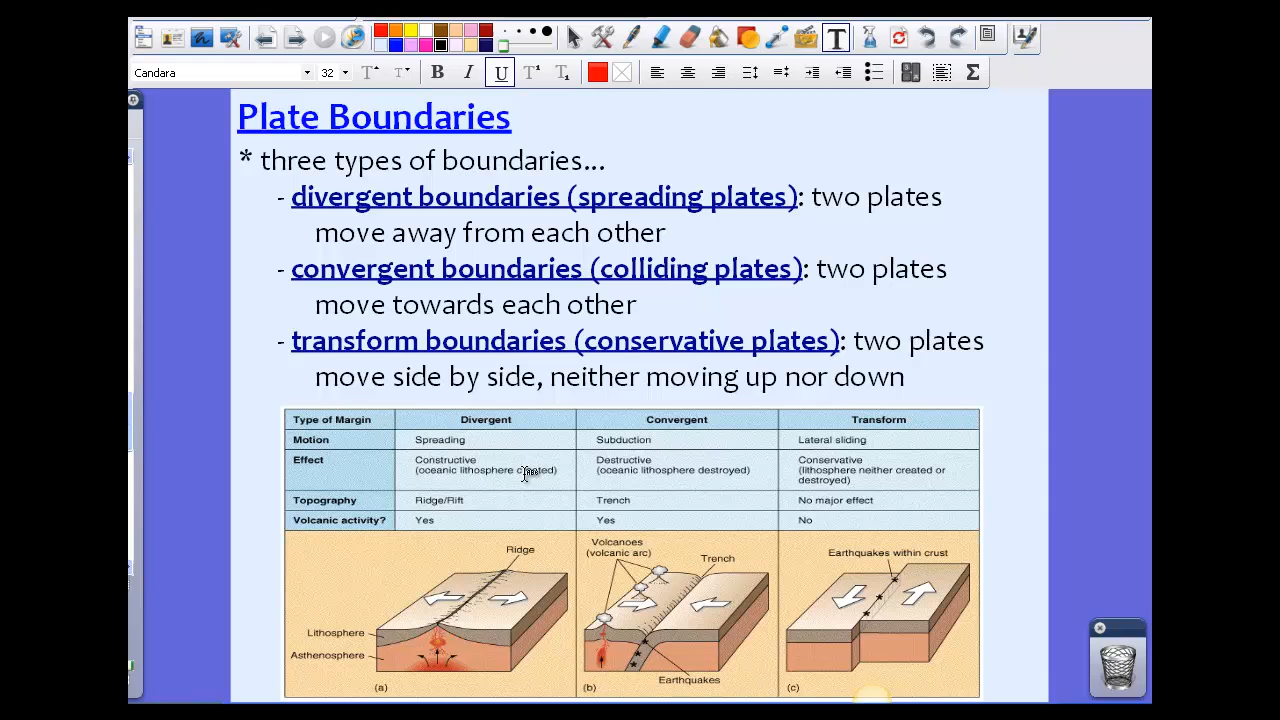 Candara 32 B I U T
Plate Boundaries
* three types of boundaries...
- divergent boundaries (spreading plates): two plates
move away from each other
- convergent boundaries (colliding plates): two plates
move towards each other
- transform boundaries (conservative plates): two plates
move side by side, neither moving up nor down
Type of Margin Divergent Convergent Transform
Motion Spreading Subduction Lateral sliding
Effect Constructive Destructive Conservative
(oceanic lithosphere created) (oceanic lithosphere destroyed) (lithosphere neither created or
destroyed)
Topography Ridge/Rift Trench No major effect
Volcanic activity? Yes Yes No
Ridge
Volcanoes
(volcanic arc)
Trench
Earthquakes within crust
Lithosphere
Asthenosphere
Earthquakes
(a) (b) (c)